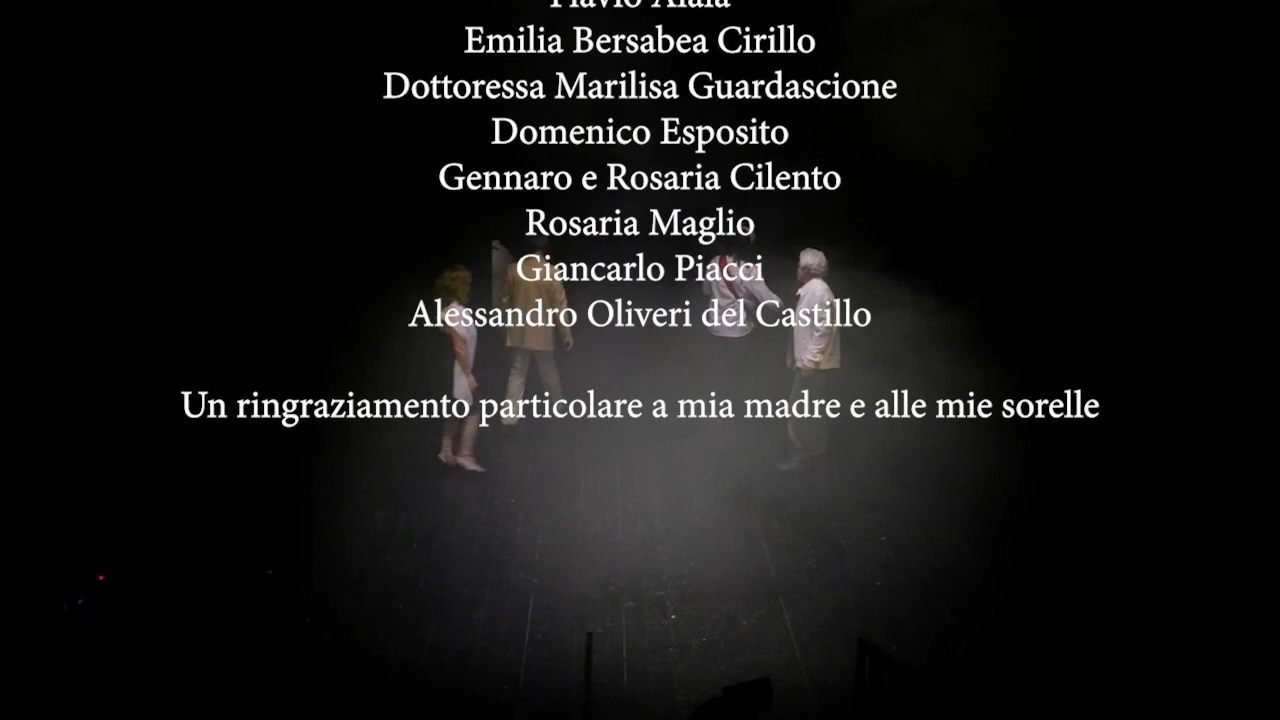 Emilia Bersabea Cirillo
Dottoressa Marilisa Guardascione
Domenico Esposito
Gennaro e Rosaria Cilento
Rosaria Maglio
Giancarlo Piacci
Alessandro Oliveri del Castillo
Un ringraziamento particolare a mia madre e alle mie sorelle